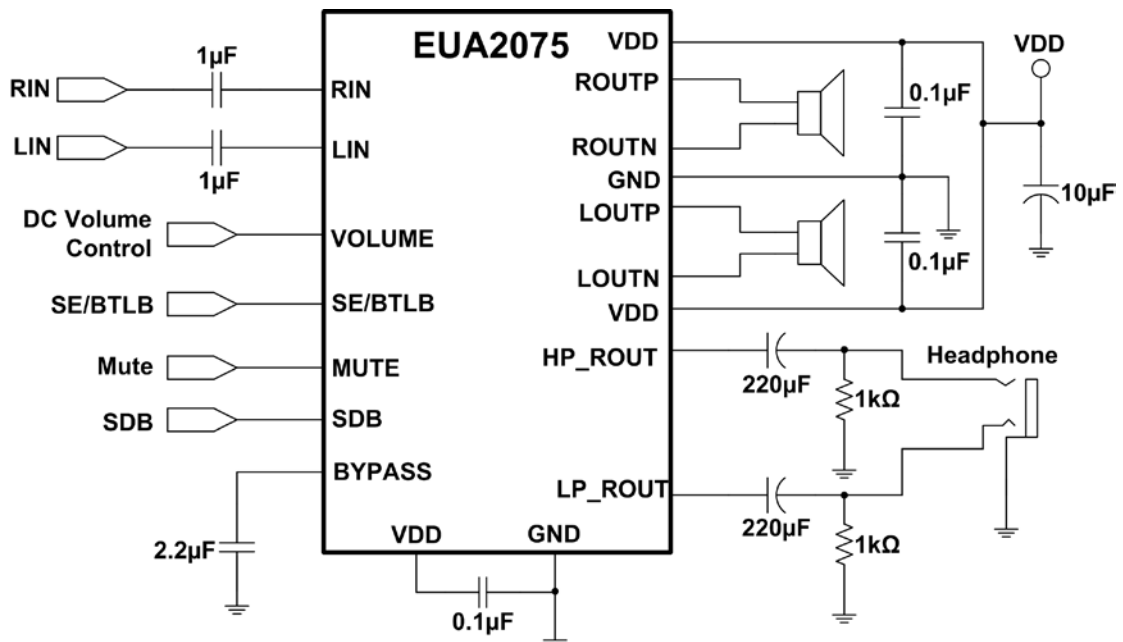 EUA2075
1µF
RIN
RIN
LIN
LIN
1µF
DC Volume
Control
VOLUME
SE/BTLB
SE/BTLB
Mute
MUTE
SDB
SDB
BYPASS
2.2µF
VDD
GND
0.1µF
VDD
ROUTP
ROUTN
GND
LOUTP
LOUTN
VDD
HP_ROUT
LP_ROUT
0.1µF
0.1µF
VDD
10µF
220µF
1kΩ
Headphone
220µF
1kΩ